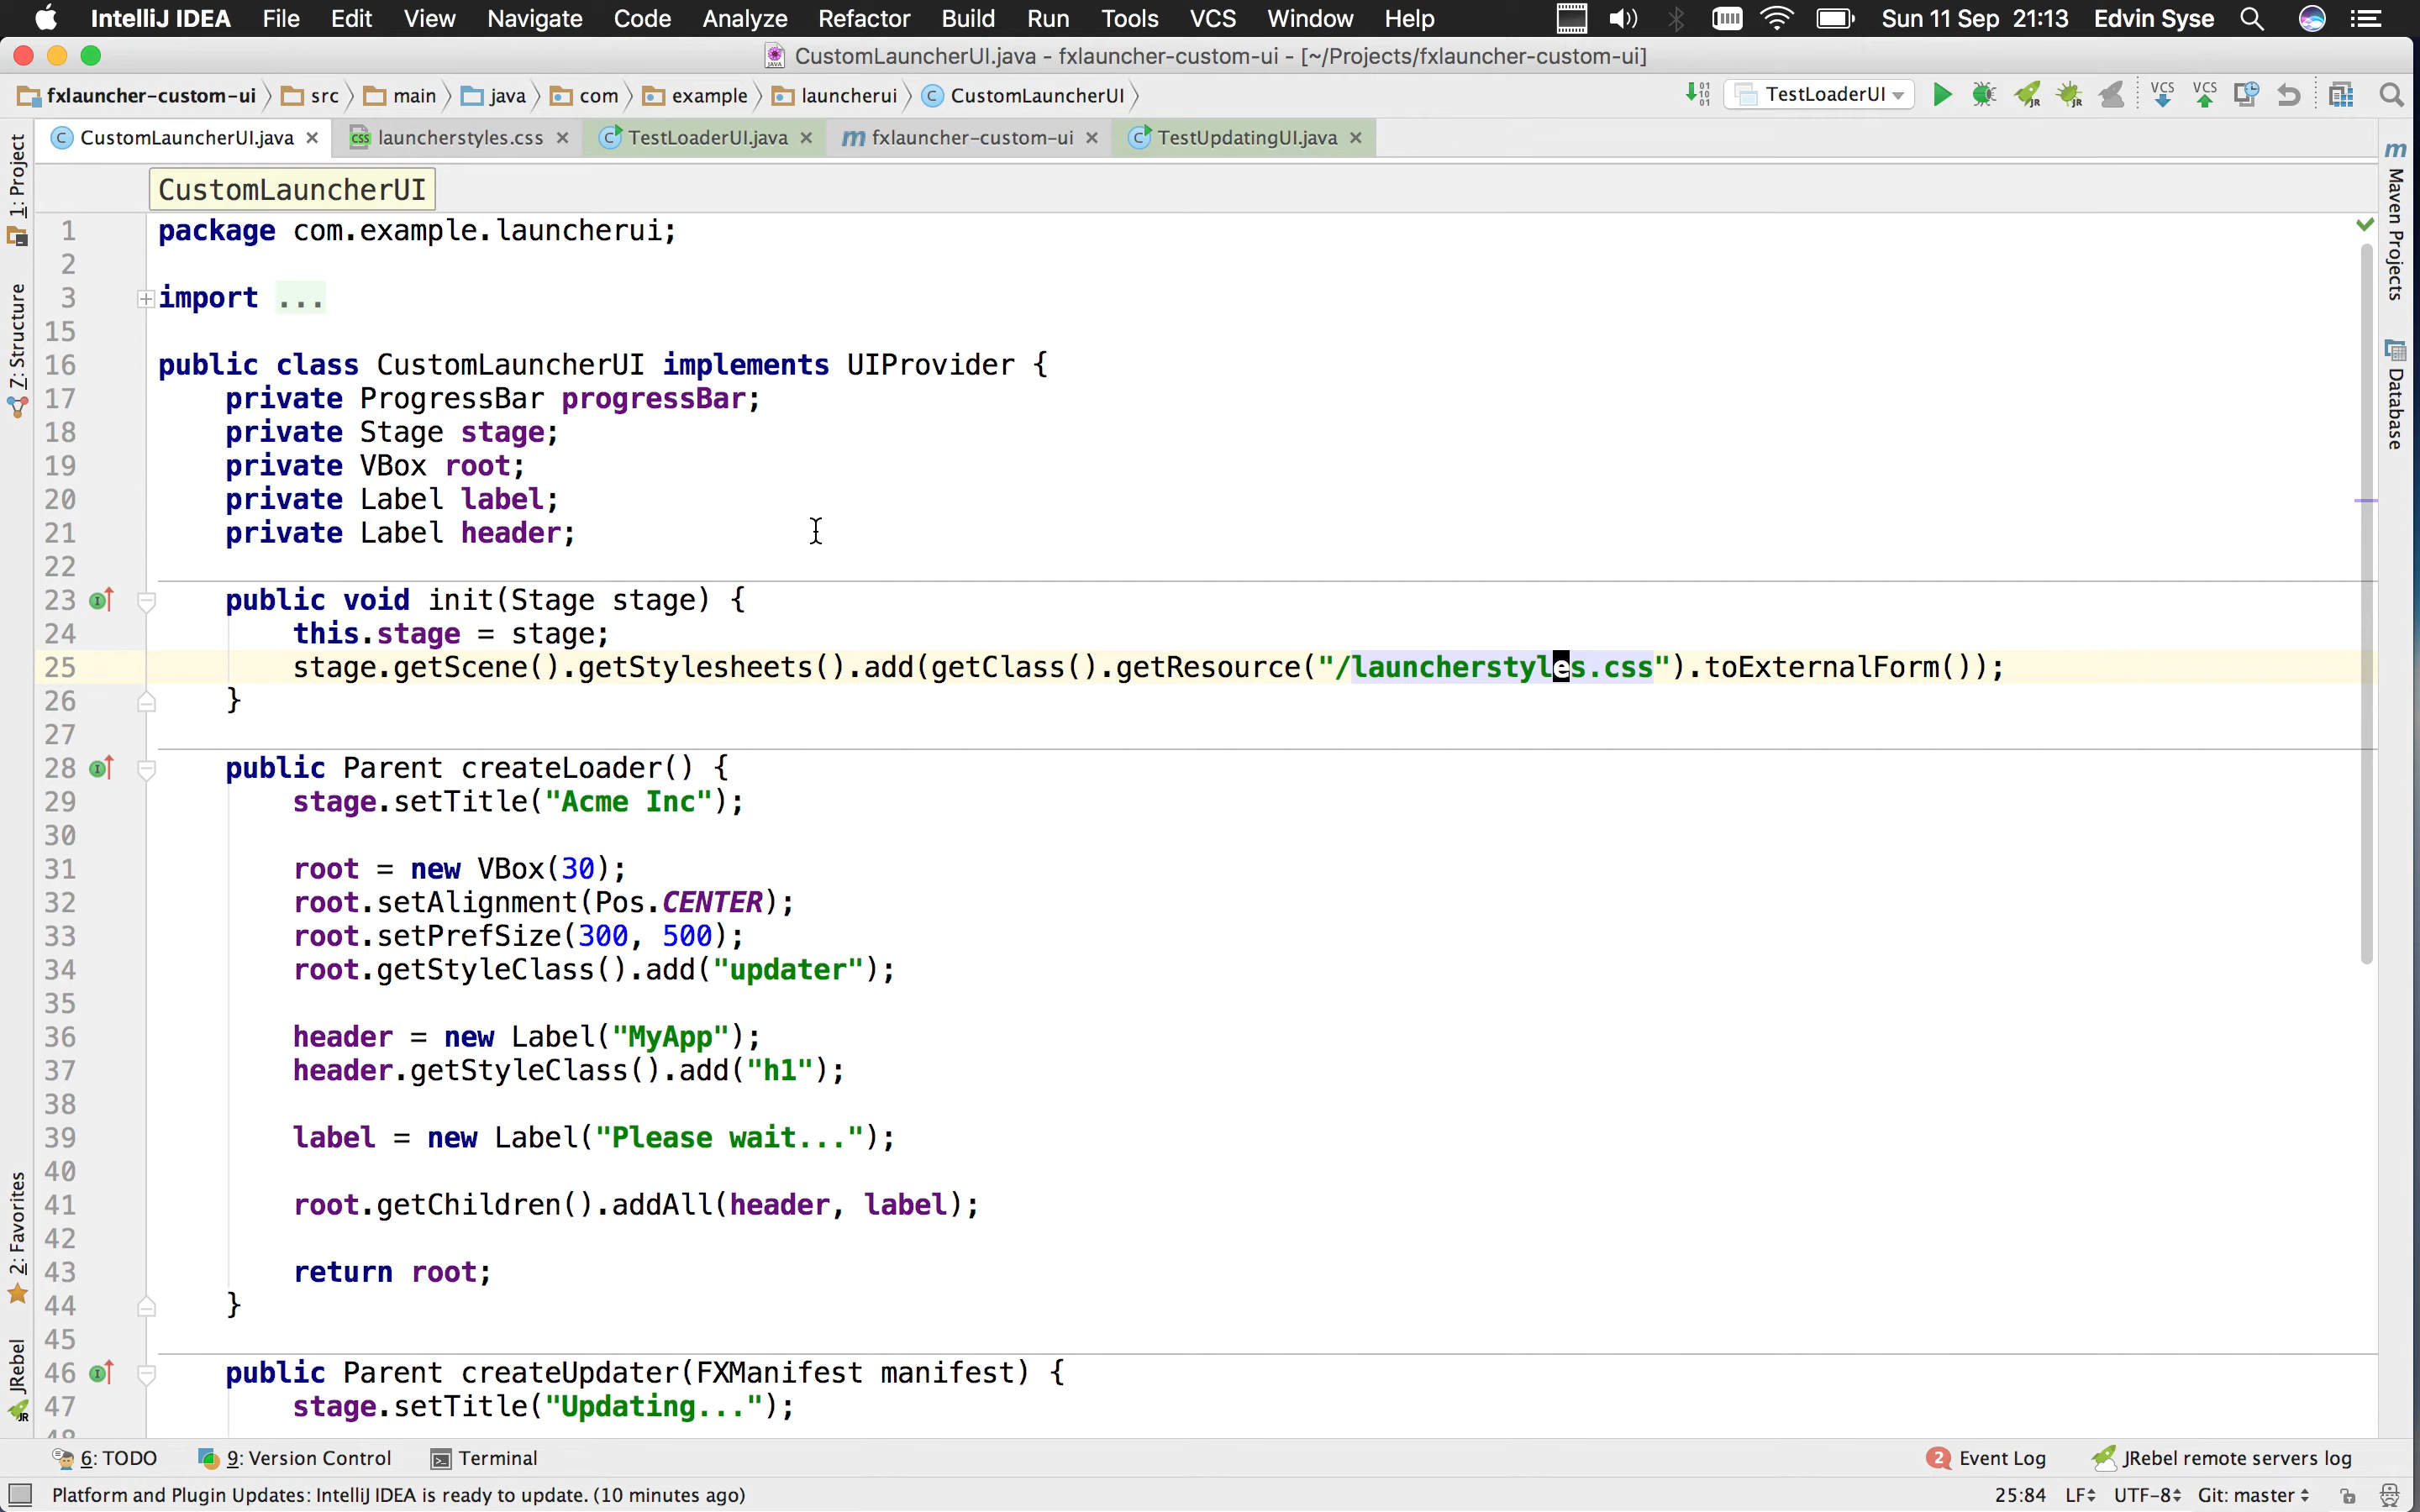 IntelliJ IDEA File Edit View Navigate Code Analyze Refactor Build Run Tools VCS Window Help Sun 11 Sep 21:13 Edvin Syse
CustomLauncherUI.java - fxlauncher-custom-ui - [~/Projects/fxlauncher-custom-ui]
fxlauncher-custom-ui src main java com example launcherui CustomLauncherUI TestLoaderUI VCS VCS
CustomLauncherUI.java launcherstyles.css TestLoaderUI.java fxlauncher-custom-ui TestUpdatingUI.java
CustomLauncherUI
1 package com.example.launcherui;
2
3 import ...
15
16 public class CustomLauncherUI implements UIProvider {
17 private ProgressBar progressBar;
18 private Stage stage;
19 private VBox root;
20 private Label label;
21 private Label header;
22
23 public void init(Stage stage) {
24 this.stage = stage;
25 stage.getScene().getStylesheets().add(getClass().getResource("/launcherstyles.css").toExternalForm());
26 }
27
28 public Parent createLoader() {
29 stage.setTitle("Acme Inc");
30
31 root = new VBox(30);
32 root.setAlignment(Pos.CENTER);
33 root.setPrefSize(300, 500);
34 root.getStyleClass().add("updater");
35
36 header = new Label("MyApp");
37 header.getStyleClass().add("h1");
38
39 label = new Label("Please wait...");
40
41 root.getChildren().addAll(header, label);
42
43 return root;
44 }
45
46 public Parent createUpdater(FXManifest manifest) {
47 stage.setTitle("Updating...");
48
1: Project
7: Structure
2: Favorites
JRebel
Maven Projects
Database
6: TODO 9: Version Control Terminal 2 Event Log JRebel remote servers log
Platform and Plugin Updates: IntelliJ IDEA is ready to update. (10 minutes ago) 25:84 LF UTF-8 Git: master